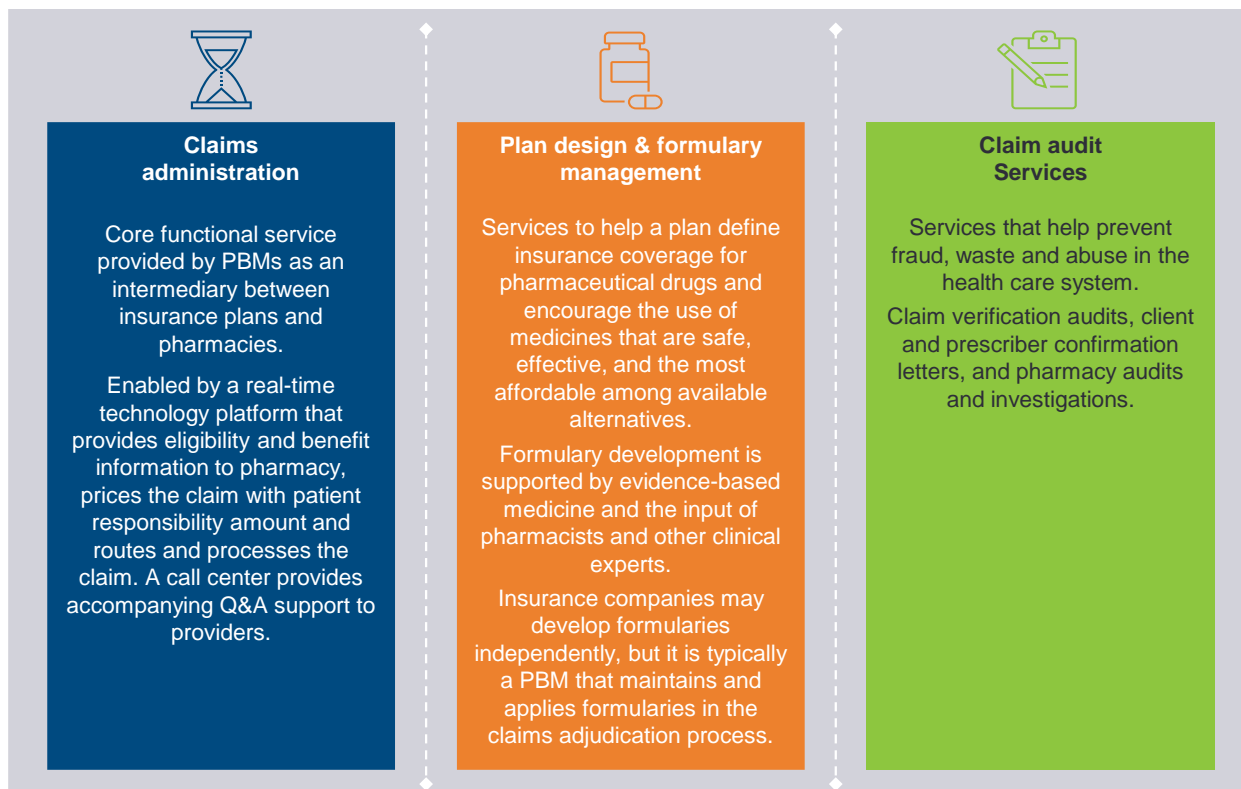 Claims
administration
Core functional service
provided by PBMs as an
intermediary between
insurance plans and
pharmacies.
Enabled by a real-time
technology platform that
provides eligibility and benefit
information to pharmacy,
prices the claim with patient
responsibility amount and
routes and processes the
claim. A call center provides
accompanying Q&A support to
providers.
Plan design & formulary
management
Services to help a plan define
insurance coverage for
pharmaceutical drugs and
encourage the use of
medicines that are safe,
effective, and the most
affordable among available
alternatives.
Formulary development is
supported by evidence-based
medicine and the input of
pharmacists and other clinical
experts.
Insurance companies may
develop formularies
independently, but it is typically
a PBM that maintains and
applies formularies in the
claims adjudication process.
Claim audit
Services
Services that help prevent
fraud, waste and abuse in the
health care system.
Claim verification audits, client
and prescriber confirmation
letters, and pharmacy audits
and investigations.